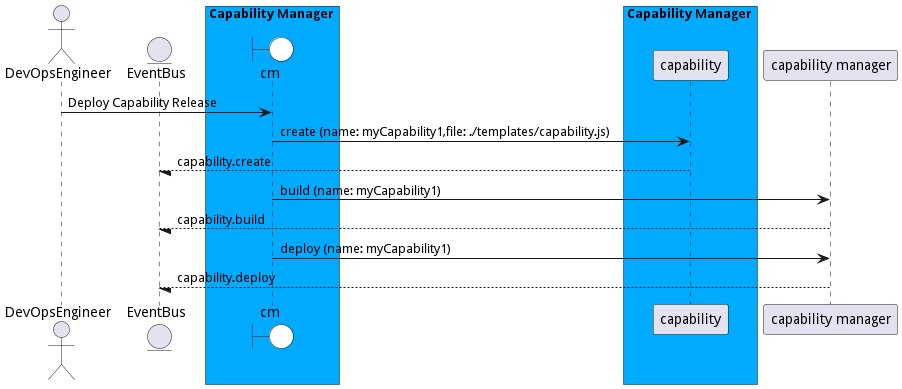 Capability Manager
Capability Manager
DevOpsEngineer
EventBus
cm
capability
capability manager
Deploy Capability Release
create (name: myCapability1,file: ./templates/capability.js)
capability.create
build (name: myCapability1)
capability.build
deploy (name: myCapability1)
capability.deploy
DevOpsEngineer
EventBus
cm
capability
capability manager